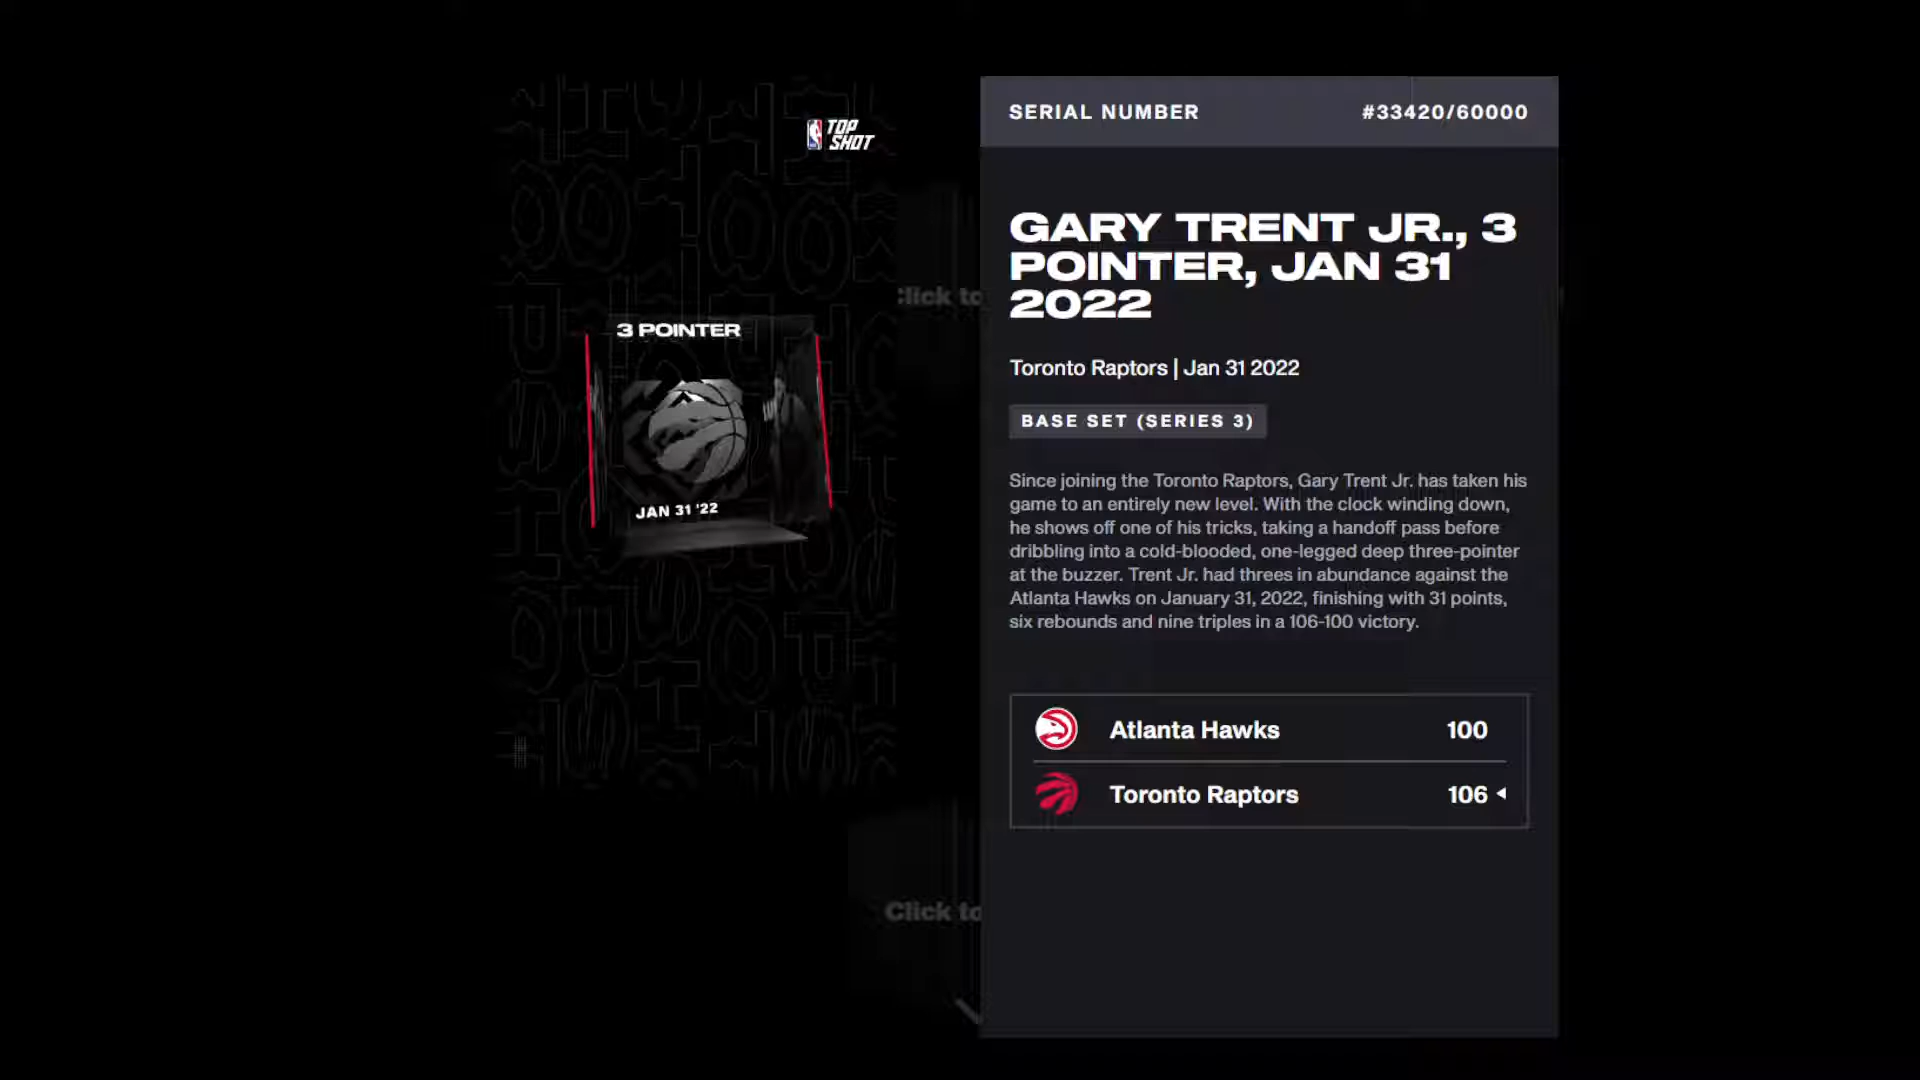 TOP
SHOT
3 POINTER
JAN 31 '22
Click to
Click to
SERIAL NUMBER #33420/60000
GARY TRENT JR., 3
POINTER, JAN 31
2022
Toronto Raptors | Jan 31 2022
BASE SET (SERIES 3)
Since joining the Toronto Raptors, Gary Trent Jr. has taken his
game to an entirely new level. With the clock winding down,
he shows off one of his tricks, taking a handoff pass before
dribbling into a cold-blooded, one-legged deep three-pointer
at the buzzer. Trent Jr. had threes in abundance against the
Atlanta Hawks on January 31, 2022, finishing with 31 points,
six rebounds and nine triples in a 106-100 victory.
Atlanta Hawks 100
Toronto Raptors 106